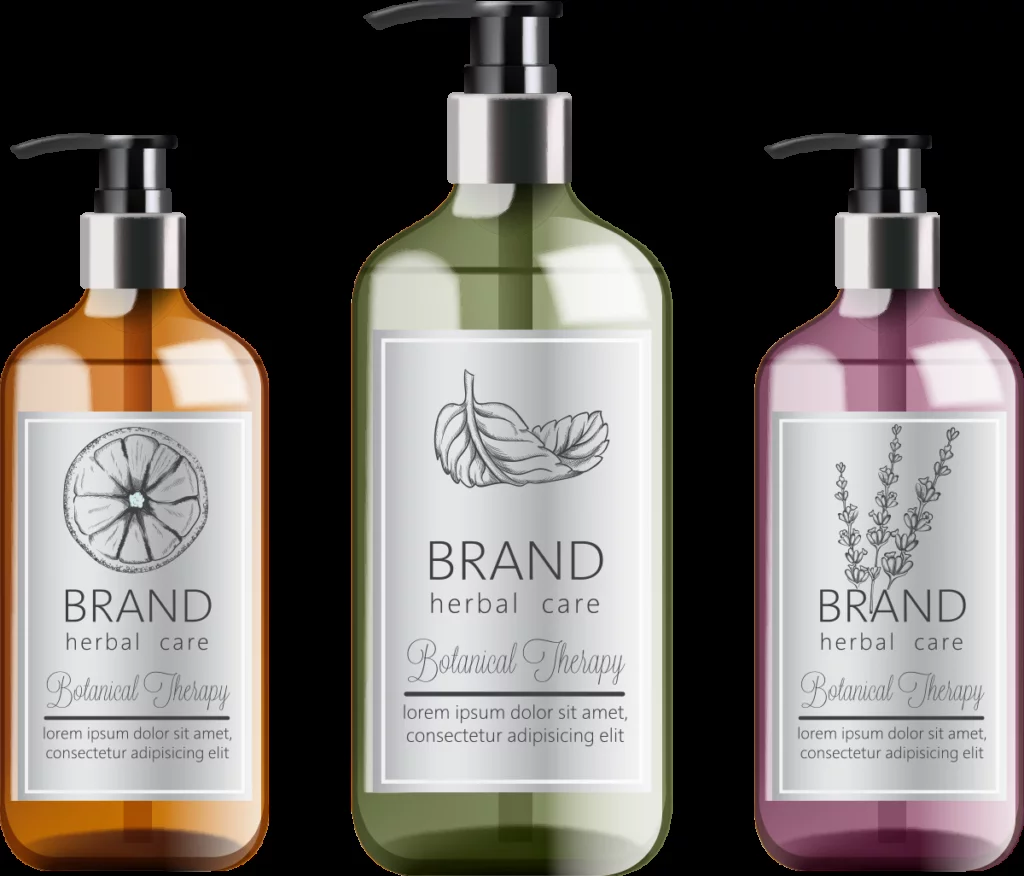 BRAND
herbal care
Botanical Therapy
lorem ipsum dolor sit amet,
consectetur adipisicing elit
BRAND
herbal care
Botanical Therapy
lorem ipsum dolor sit amet,
consectetur adipisicing elit
BRAND
herbal care
Botanical Therapy
lorem ipsum dolor sit amet,
consectetur adipisicing elit